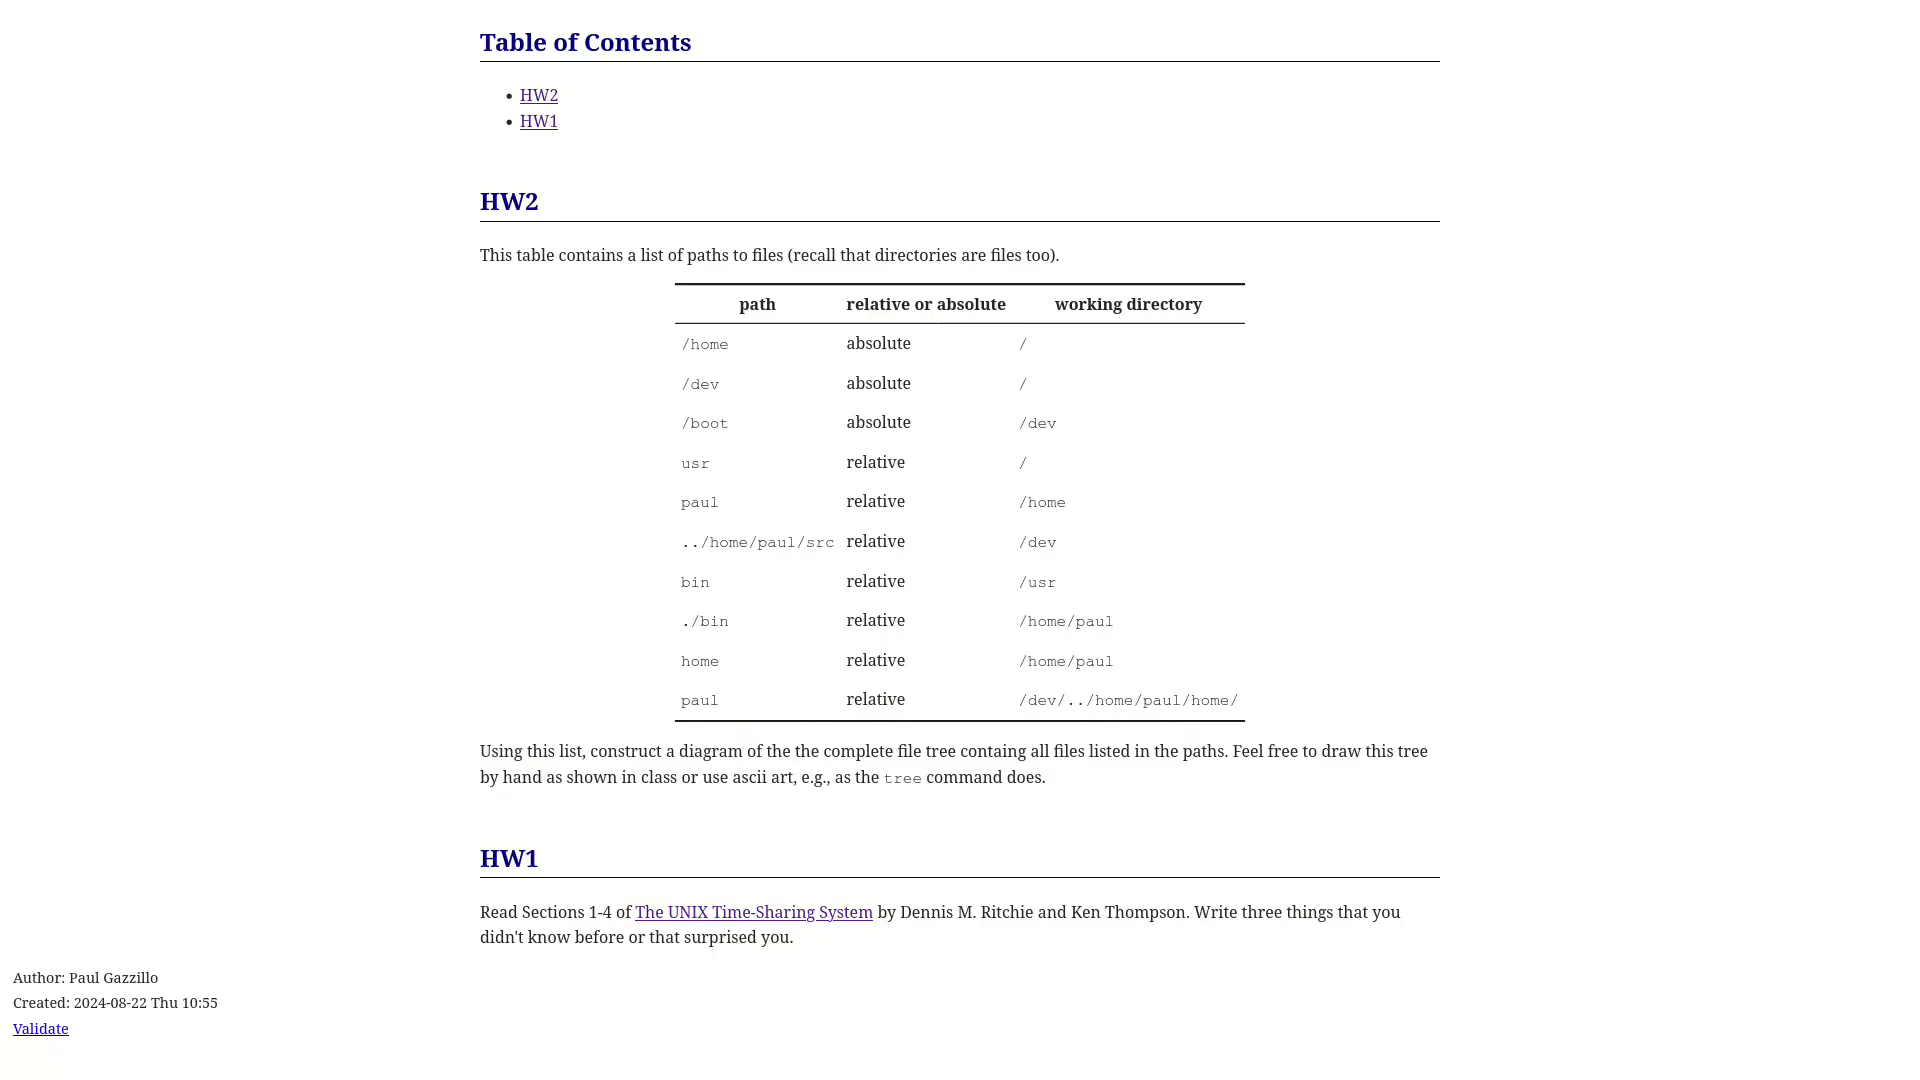 Table of Contents
• HW2
• HW1
HW2
This table contains a list of paths to files (recall that directories are files too).
path relative or absolute working directory
/home absolute /
/dev absolute /
/boot absolute /dev
usr relative /
paul relative /home
../home/paul/src relative /dev
bin relative /usr
./bin relative /home/paul
home relative /home/paul
paul relative /dev/../home/paul/home/
Using this list, construct a diagram of the the complete file tree containg all files listed in the paths. Feel free to draw this tree
by hand as shown in class or use ascii art, e.g., as the tree command does.
HW1
Read Sections 1-4 of The UNIX Time-Sharing System by Dennis M. Ritchie and Ken Thompson. Write three things that you
didn't know before or that surprised you.
Author: Paul Gazzillo
Created: 2024-08-22 Thu 10:55
Validate